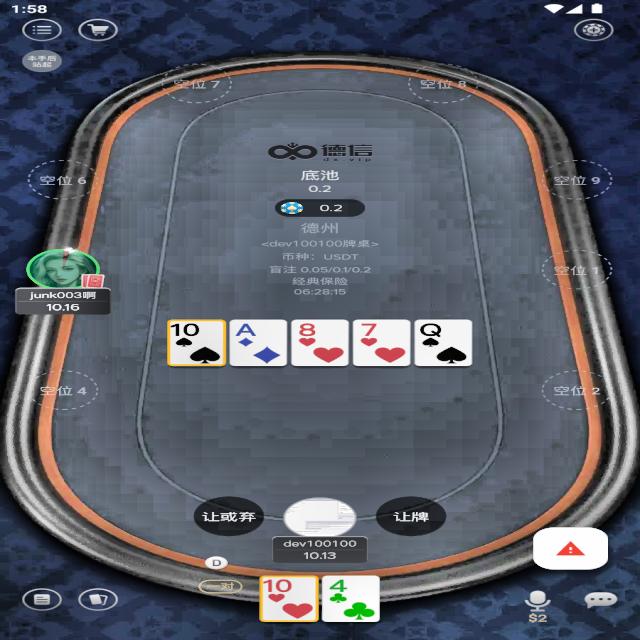 1:58
本手后
站起
空位 7
空位 8
德信
dx.vip
底池
0.2
0.2
空位 6
空位 9
德州
<dev100100牌桌>
币种：USDT
盲注 0.05/0.1/0.2
经典保险
06:28:15
空位 1
junk003啊
10.16
10 A 8 7 Q
空位 4
空位 2
让或弃
让牌
dev100100
10.13
D
一对
10 4
$2